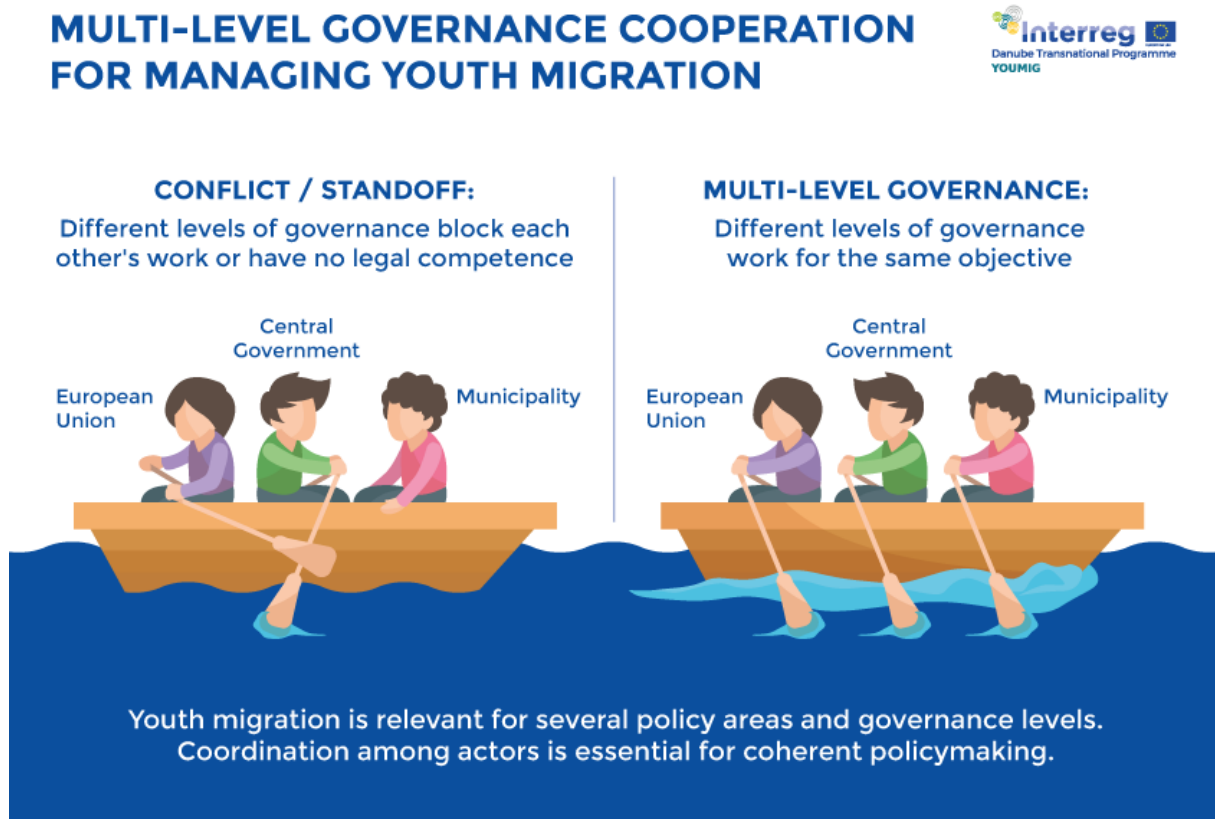 MULTI-LEVEL GOVERNANCE COOPERATION
FOR MANAGING YOUTH MIGRATION
Interreg
Danube Transnational Programme
YOUMIG
CONFLICT / STANDOFF:
Different levels of governance block each
other's work or have no legal competence
Central
Government
European
Union
Municipality
MULTI-LEVEL GOVERNANCE:
Different levels of governance
work for the same objective
Central
Government
European
Union
Municipality
Youth migration is relevant for several policy areas and governance levels.
Coordination among actors is essential for coherent policymaking.